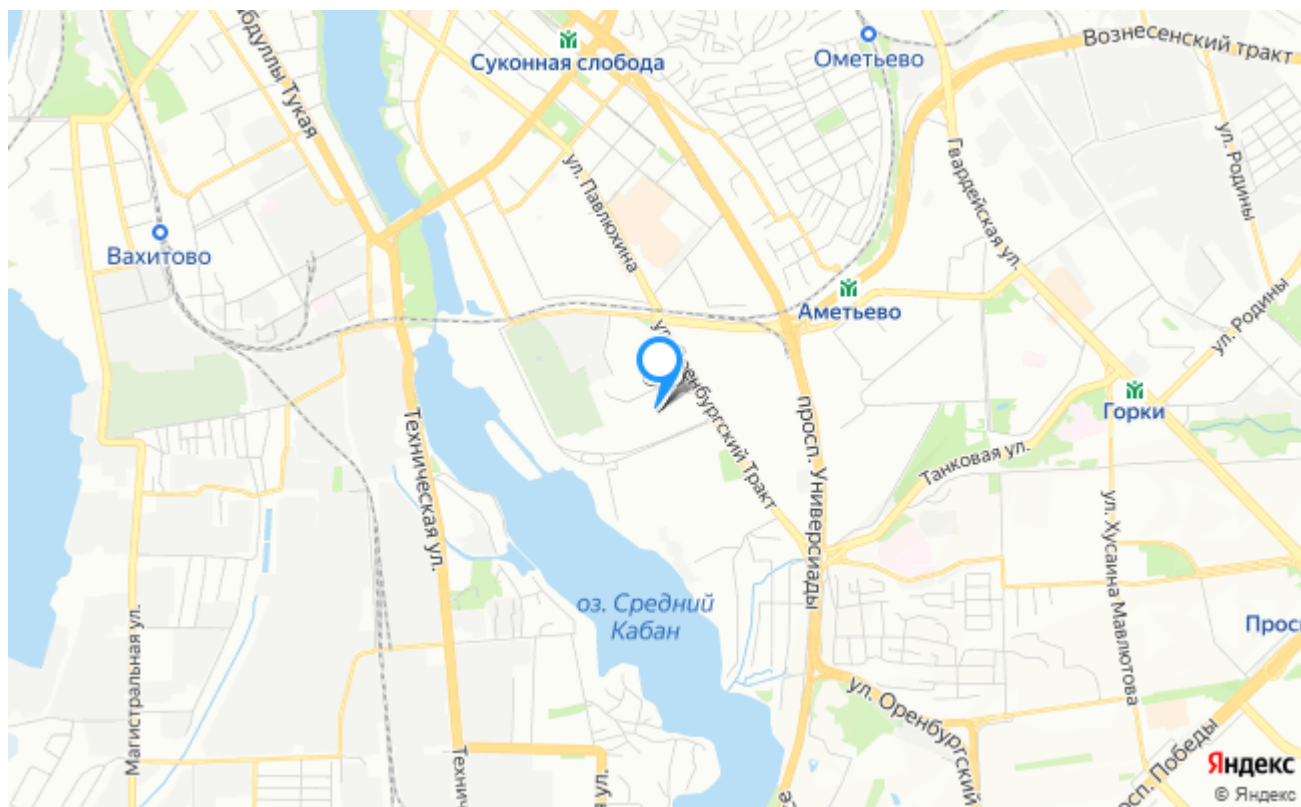 Абдуллы Тукая
Суконная слобода
Ометьево
Вознесенский тракт
ул. Родины
ул. Павлюхина
Гвардейская ул.
Вахитово
Аметьево
ул. Родины
ул. Оренбургский Тракт
Горки
Техническая ул.
просп. Универсиады
Танковая ул.
ул. Хусаина Мавлютова
оз. Средний
Кабан
Магистральная ул.
ул. Оренбургский
Победы
Яндекс
© Яндекс